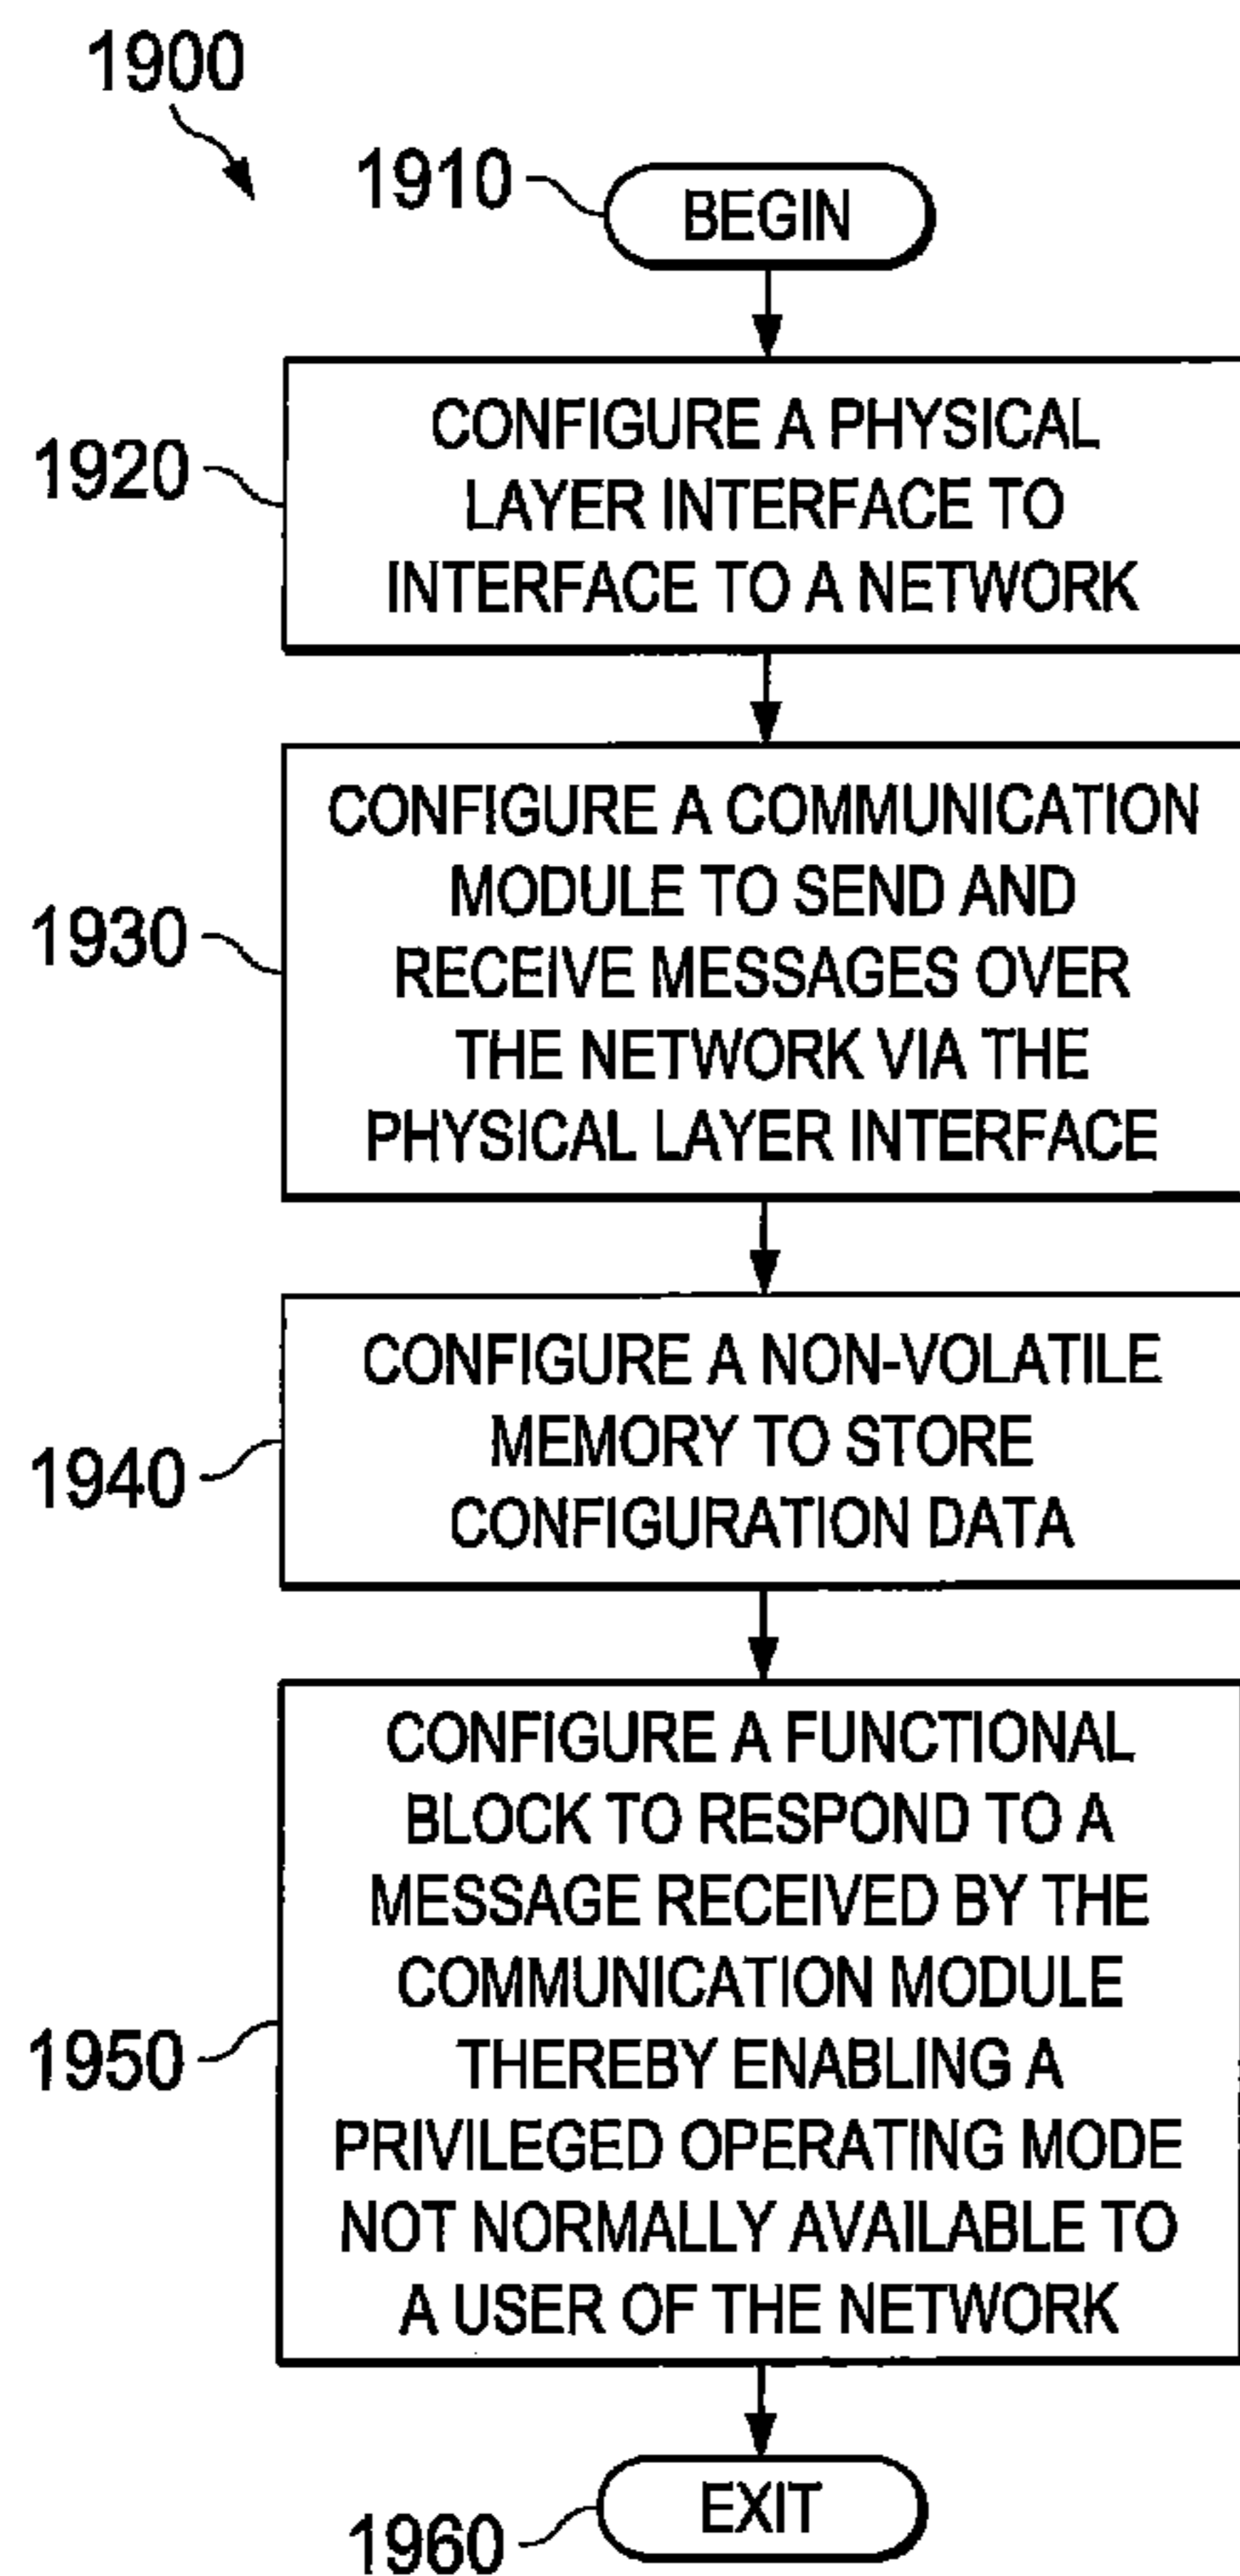 1900
1910
BEGIN
1920
CONFIGURE A PHYSICAL
LAYER INTERFACE TO
INTERFACE TO A NETWORK
1930
CONFIGURE A COMMUNICATION
MODULE TO SEND AND
RECEIVE MESSAGES OVER
THE NETWORK VIA THE
PHYSICAL LAYER INTERFACE
1940
CONFIGURE A NON-VOLATILE
MEMORY TO STORE
CONFIGURATION DATA
1950
CONFIGURE A FUNCTIONAL
BLOCK TO RESPOND TO A
MESSAGE RECEIVED BY THE
COMMUNICATION MODULE
THEREBY ENABLING A
PRIVILEGED OPERATING MODE
NOT NORMALLY AVAILABLE TO
A USER OF THE NETWORK
1960
EXIT